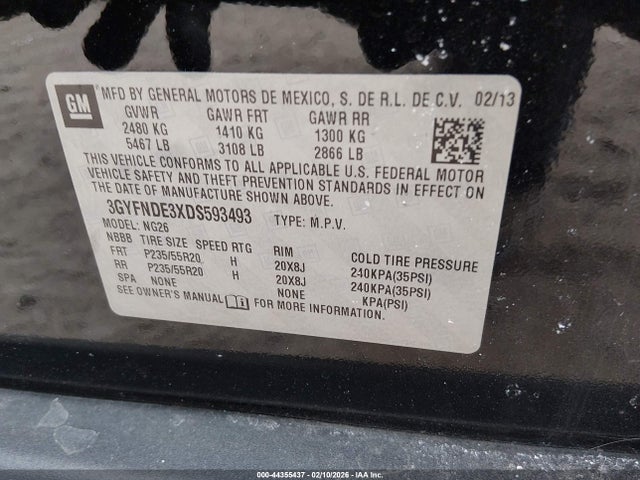 GM
MFD BY GENERAL MOTORS DE MEXICO, S. DE R.L. DE C.V. 02/13
GVWR GAWR FRT GAWR RR
2480 KG 1410 KG 1300 KG
5467 LB 3108 LB 2866 LB
THIS VEHICLE CONFORMS TO ALL APPLICABLE U.S. FEDERAL MOTOR
VEHICLE SAFETY AND THEFT PREVENTION STANDARDS IN EFFECT ON
THE DATE OF MANUFACTURE SHOWN ABOVE.
3GYFNDE3XDS593493 TYPE: M.P.V.
MODEL: NG26
NBBB TIRE SIZE SPEED RTG RIM COLD TIRE PRESSURE
FRT P235/55R20 H 20X8J 240KPA(35PSI)
RR P235/55R20 H 20X8J 240KPA(35PSI)
SPA NONE NONE KPA(PSI)
SEE OWNER'S MANUAL FOR MORE INFORMATION.
000-44355437 - 02/10/2026 - IAA, Inc.